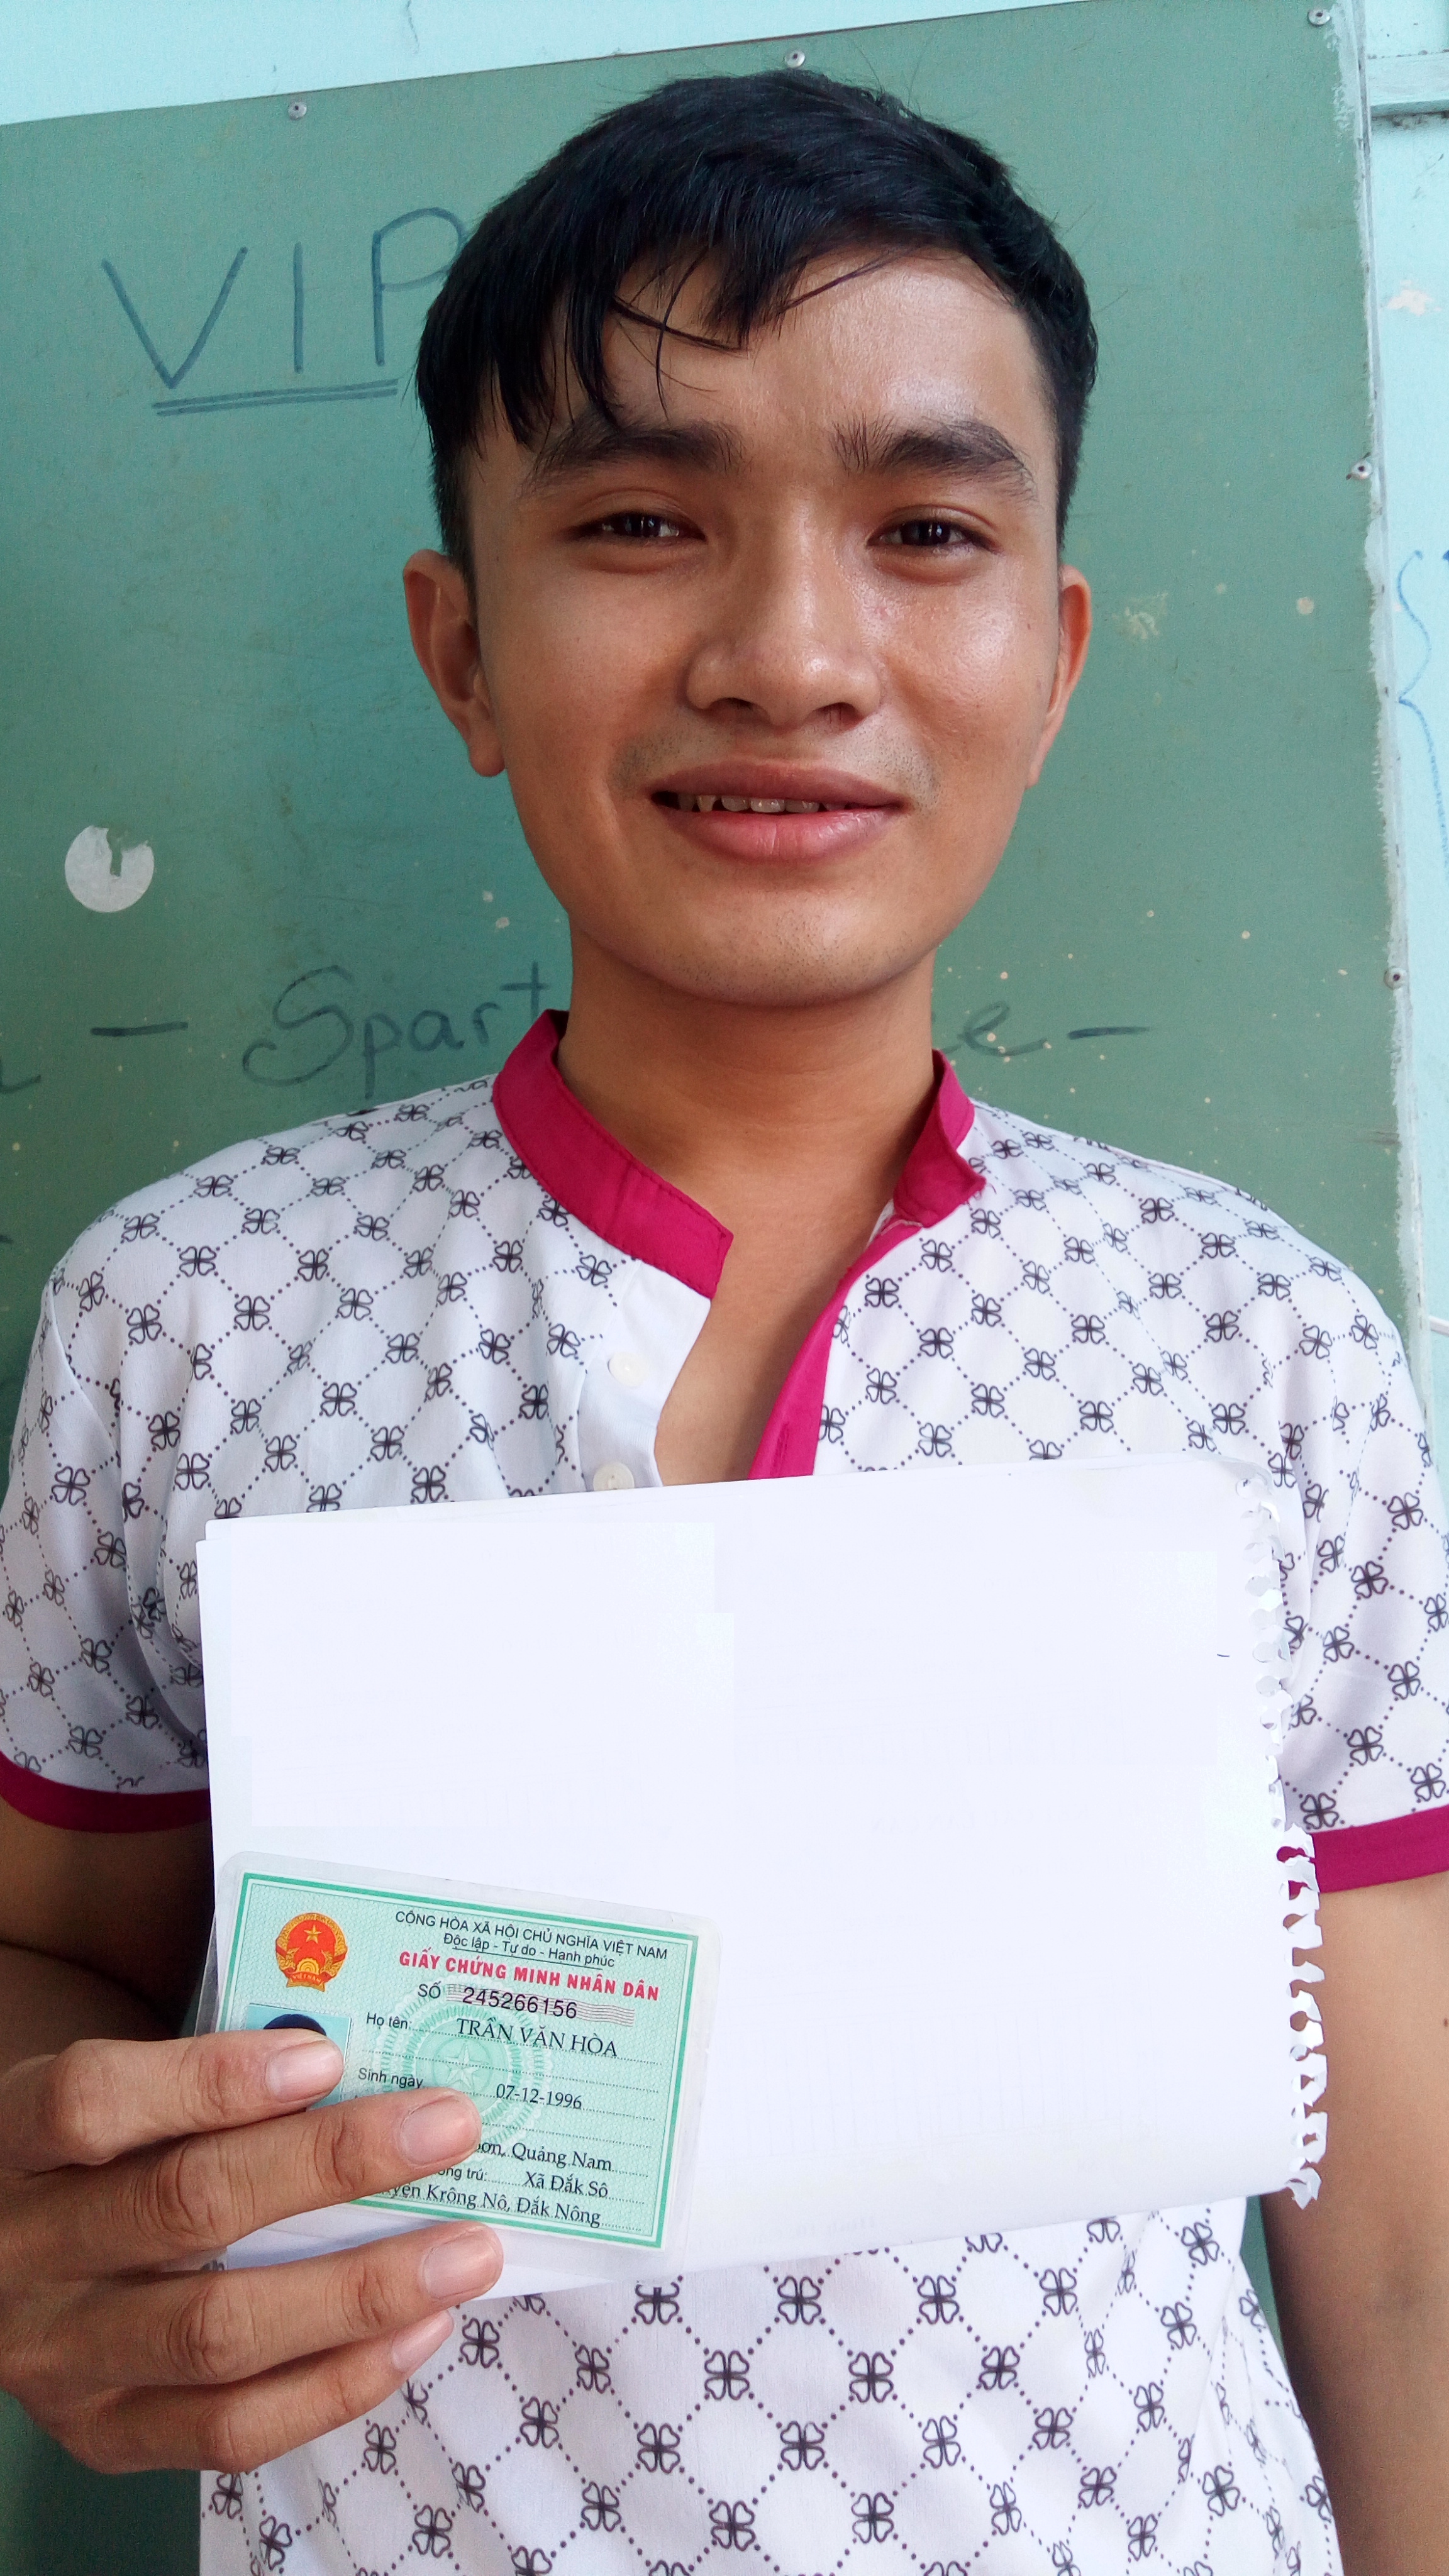 VIP
Spart
CỘNG HÒA XÃ HỘI CHỦ NGHĨA VIỆT NAM
Độc lập - Tự do - Hạnh phúc
GIẤY CHỨNG MINH NHÂN DÂN
SỐ 245266156
Họ tên: TRẦN VĂN HÒA
Sinh ngày 07-12-1996
Quảng Nam
trú: Xã Đắk Sô
Krông Nô, Đắk Nông